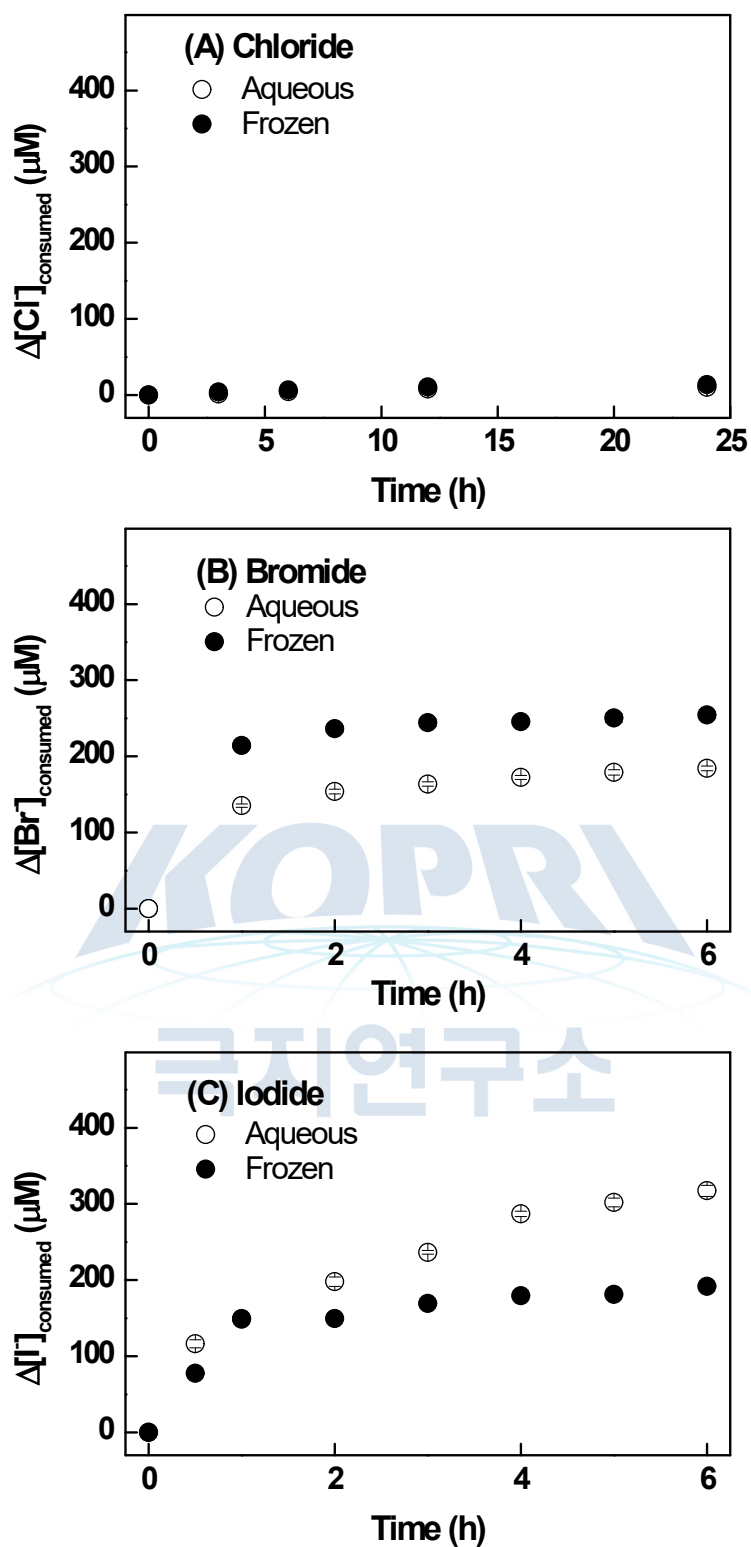 (A) Chloride
Aqueous
Frozen
Δ[Cl⁻]consumed (μM)
400
300
200
100
0
0 5 10 15 20 25
Time (h)
(B) Bromide
Aqueous
Frozen
Δ[Br⁻]consumed (μM)
400
300
200
100
0
0 2 4 6
Time (h)
KOPRI
극지연구소
(C) Iodide
Aqueous
Frozen
Δ[I⁻]consumed (μM)
400
300
200
100
0
0 2 4 6
Time (h)